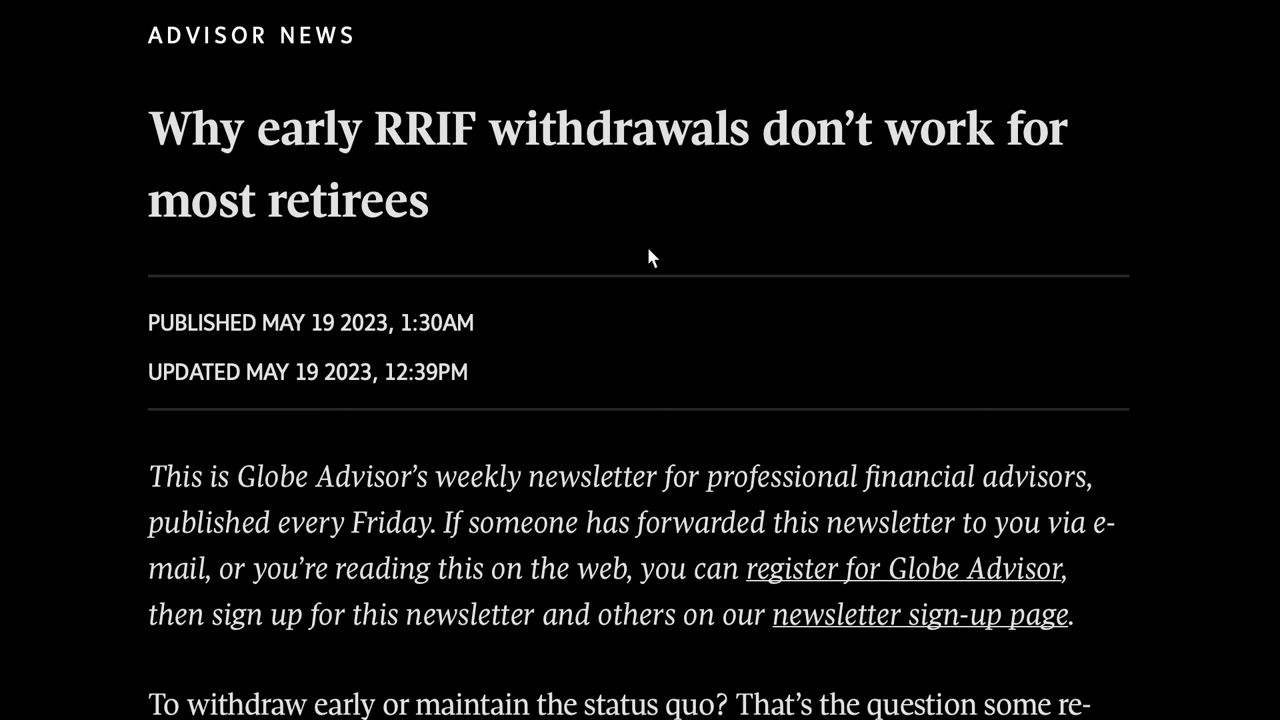 ADVISOR NEWS
Why early RRIF withdrawals don’t work for
most retirees
PUBLISHED MAY 19 2023, 1:30AM
UPDATED MAY 19 2023, 12:39PM
This is Globe Advisor’s weekly newsletter for professional financial advisors,
published every Friday. If someone has forwarded this newsletter to you via e-
mail, or you’re reading this on the web, you can register for Globe Advisor,
then sign up for this newsletter and others on our newsletter sign-up page.
To withdraw early or maintain the status quo? That’s the question some re-